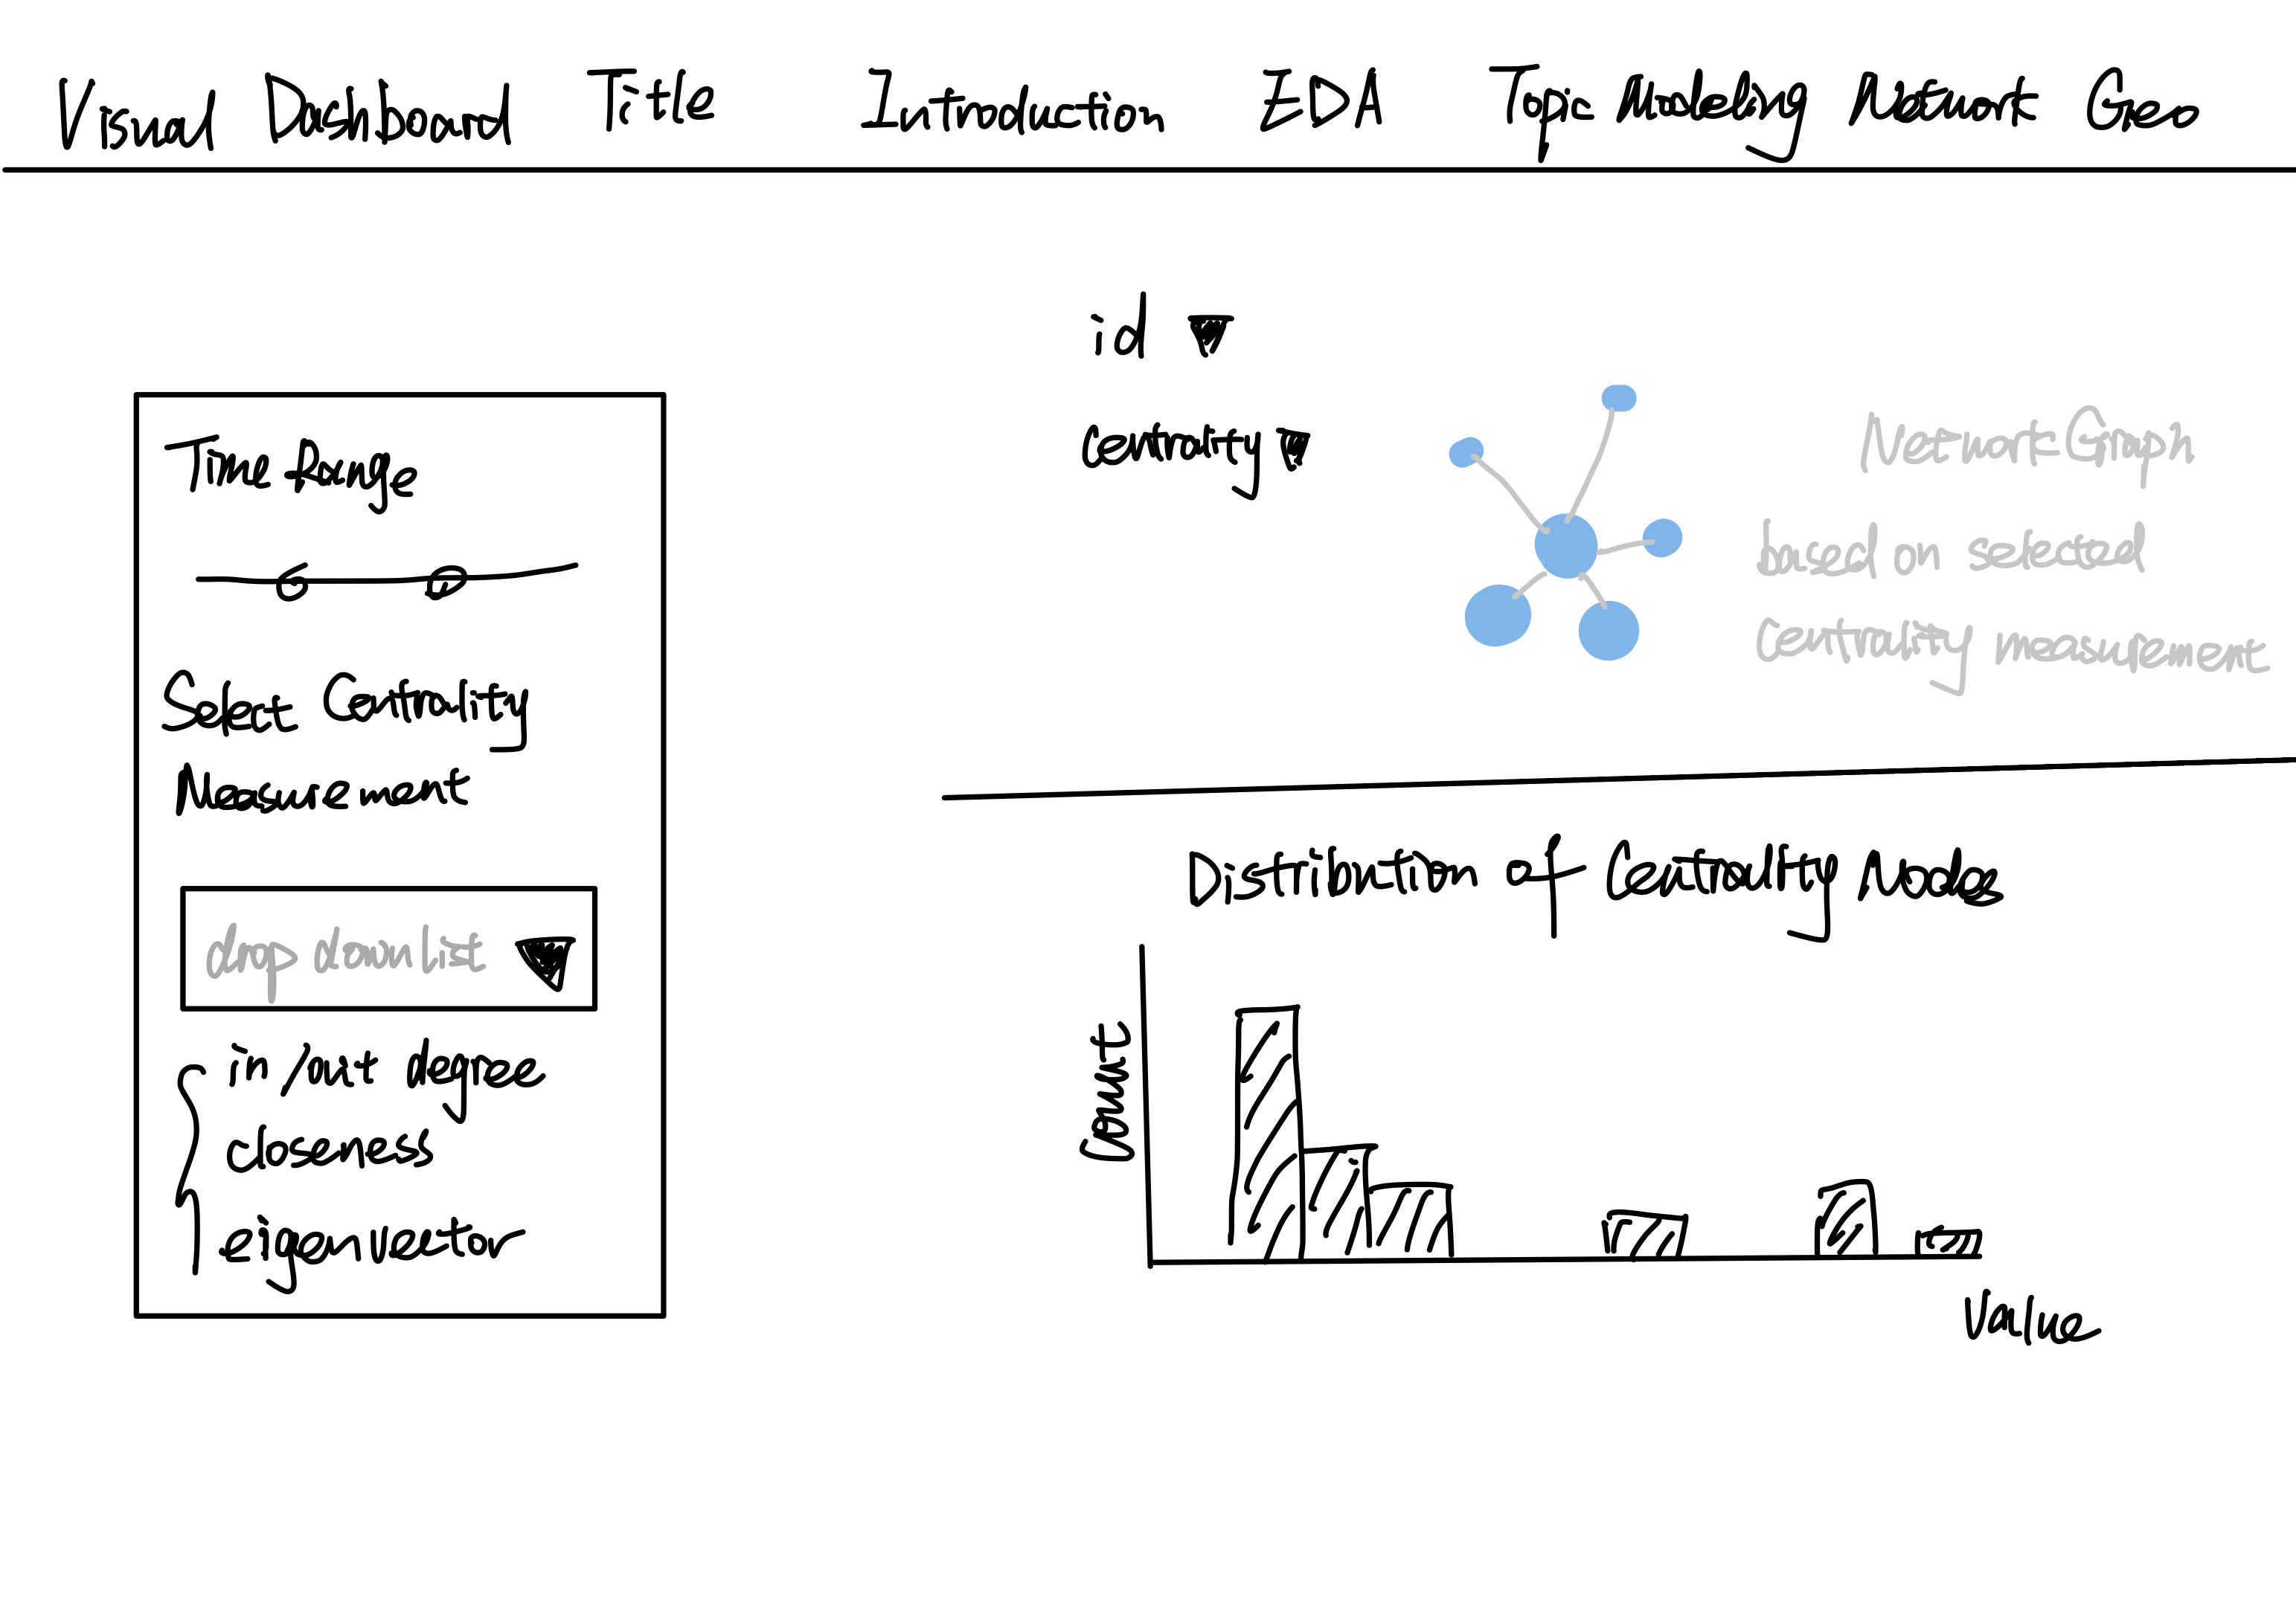 Visual Dashboard Title Introduction EDA Topic Modelling Network Geo
id
centrality
Time Range
Network Graph
based on selected
Centrality measurement
Select Centrality
Measurement
Distribution of Centrality Nodes
drop down list
in/out degree
closeness
eigenvector
Count
Value